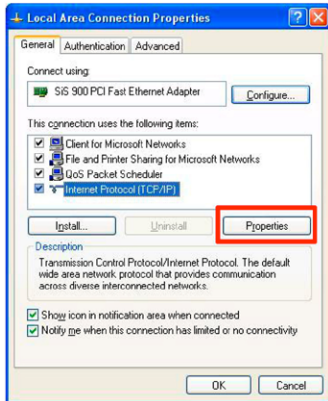 Local Area Connection Properties
General Authentication Advanced
Connect using:
SiS 900 PCI Fast Ethernet Adapter
Configure...
This connection uses the following items:
Client for Microsoft Networks
File and Printer Sharing for Microsoft Networks
QoS Packet Scheduler
Internet Protocol (TCP/IP)
Install... Uninstall Properties
Description
Transmission Control Protocol/Internet Protocol. The default
wide area network protocol that provides communication
across diverse interconnected networks.
Show icon in notification area when connected
Notify me when this connection has limited or no connectivity
OK Cancel